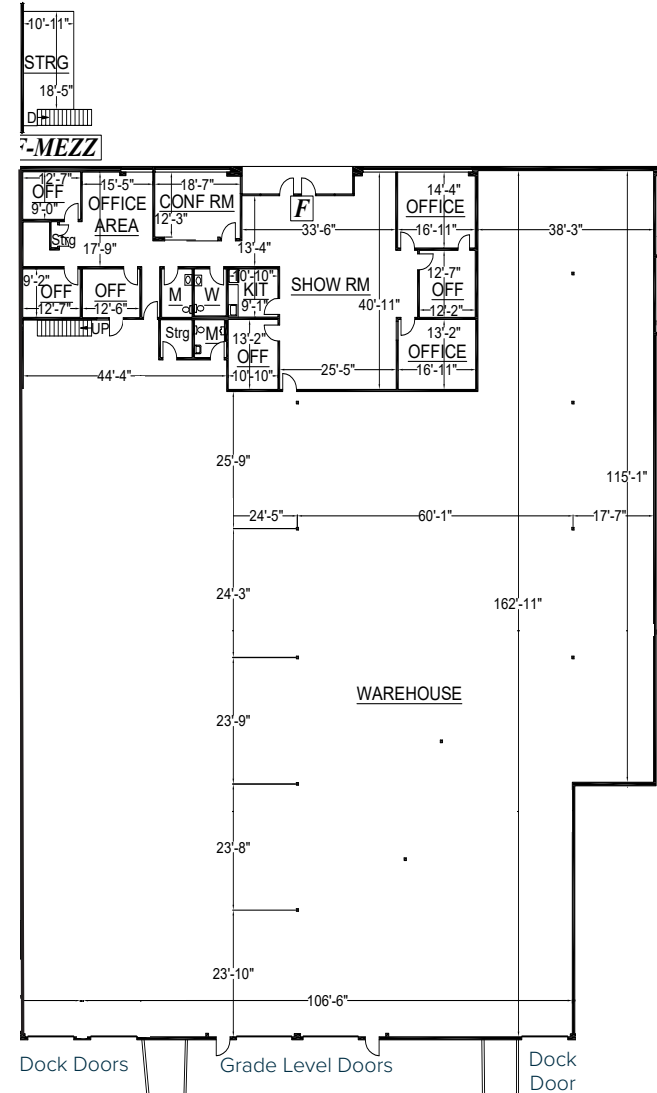 10'-11"
STRG
18'-5"
D
F-MEZZ
12'-7"
OFF
9'-0"
15'-5"
OFFICE
AREA
17'-9"
18'-7"
CONF RM
12'-3"
F
33'-6"
14'-4"
OFFICE
16'-11"
38'-3"
Strg
13'-4"
9'-2"
OFF
12'-7"
OFF
12'-6"
M
W
10'-10"
KIT
9'-1"
SHOW RM
40'-11"
12'-7"
OFF
12'-2"
UP
Strg
M
13'-2"
OFF
10'-10"
13'-2"
OFFICE
16'-11"
44'-4"
25'-5"
25'-9"
115'-1"
24'-5"
60'-1"
17'-7"
24'-3"
162'-11"
WAREHOUSE
23'-9"
23'-8"
23'-10"
106'-6"
Dock Doors
Grade Level Doors
Dock
Door